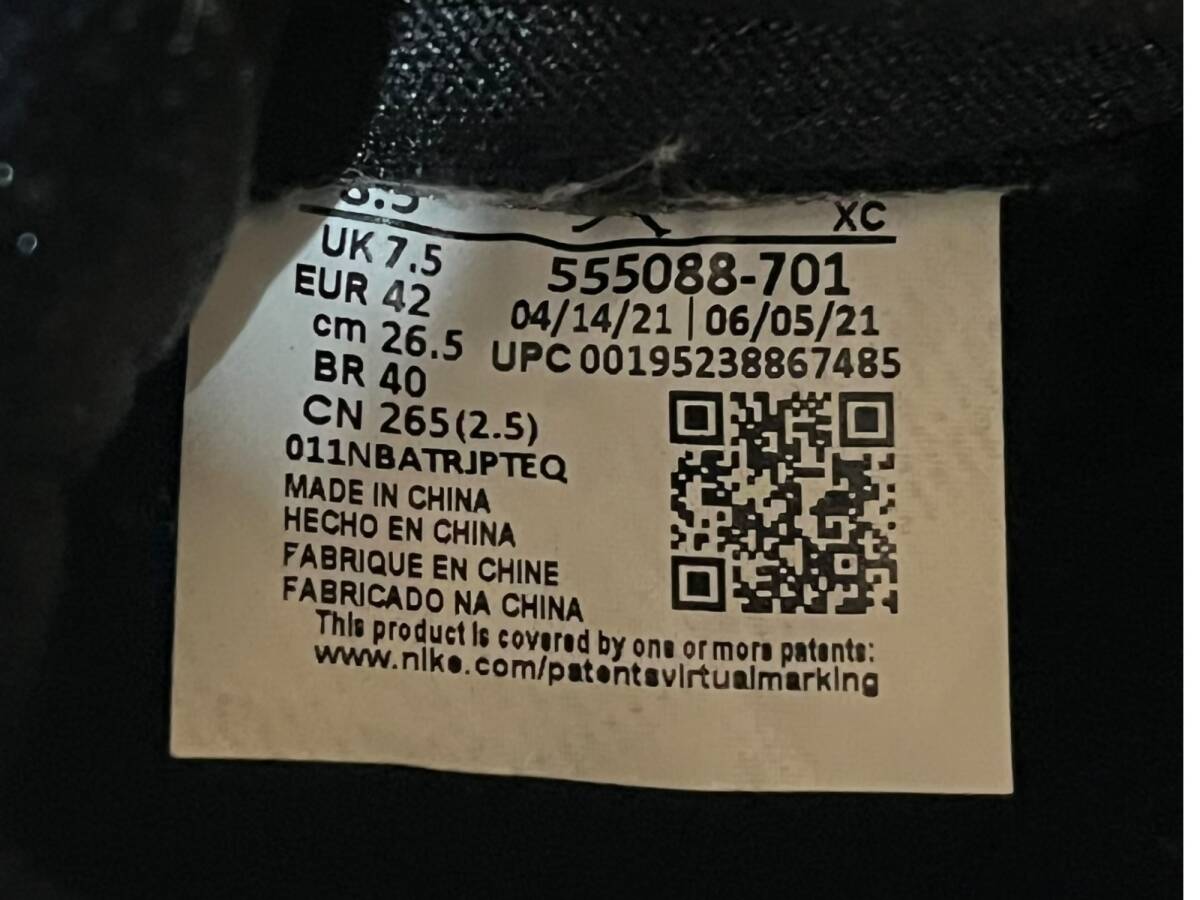 8.5
XC
UK 7.5
EUR 42
cm 26.5
BR 40
CN 265(2.5)
555088-701
04/14/21 | 06/05/21
UPC 00195238867485
011NBATRJPTEQ
MADE IN CHINA
HECHO EN CHINA
FABRIQUE EN CHINE
FABRICADO NA CHINA
This product is covered by one or more patents:
www.nike.com/patentsvirtualmarking